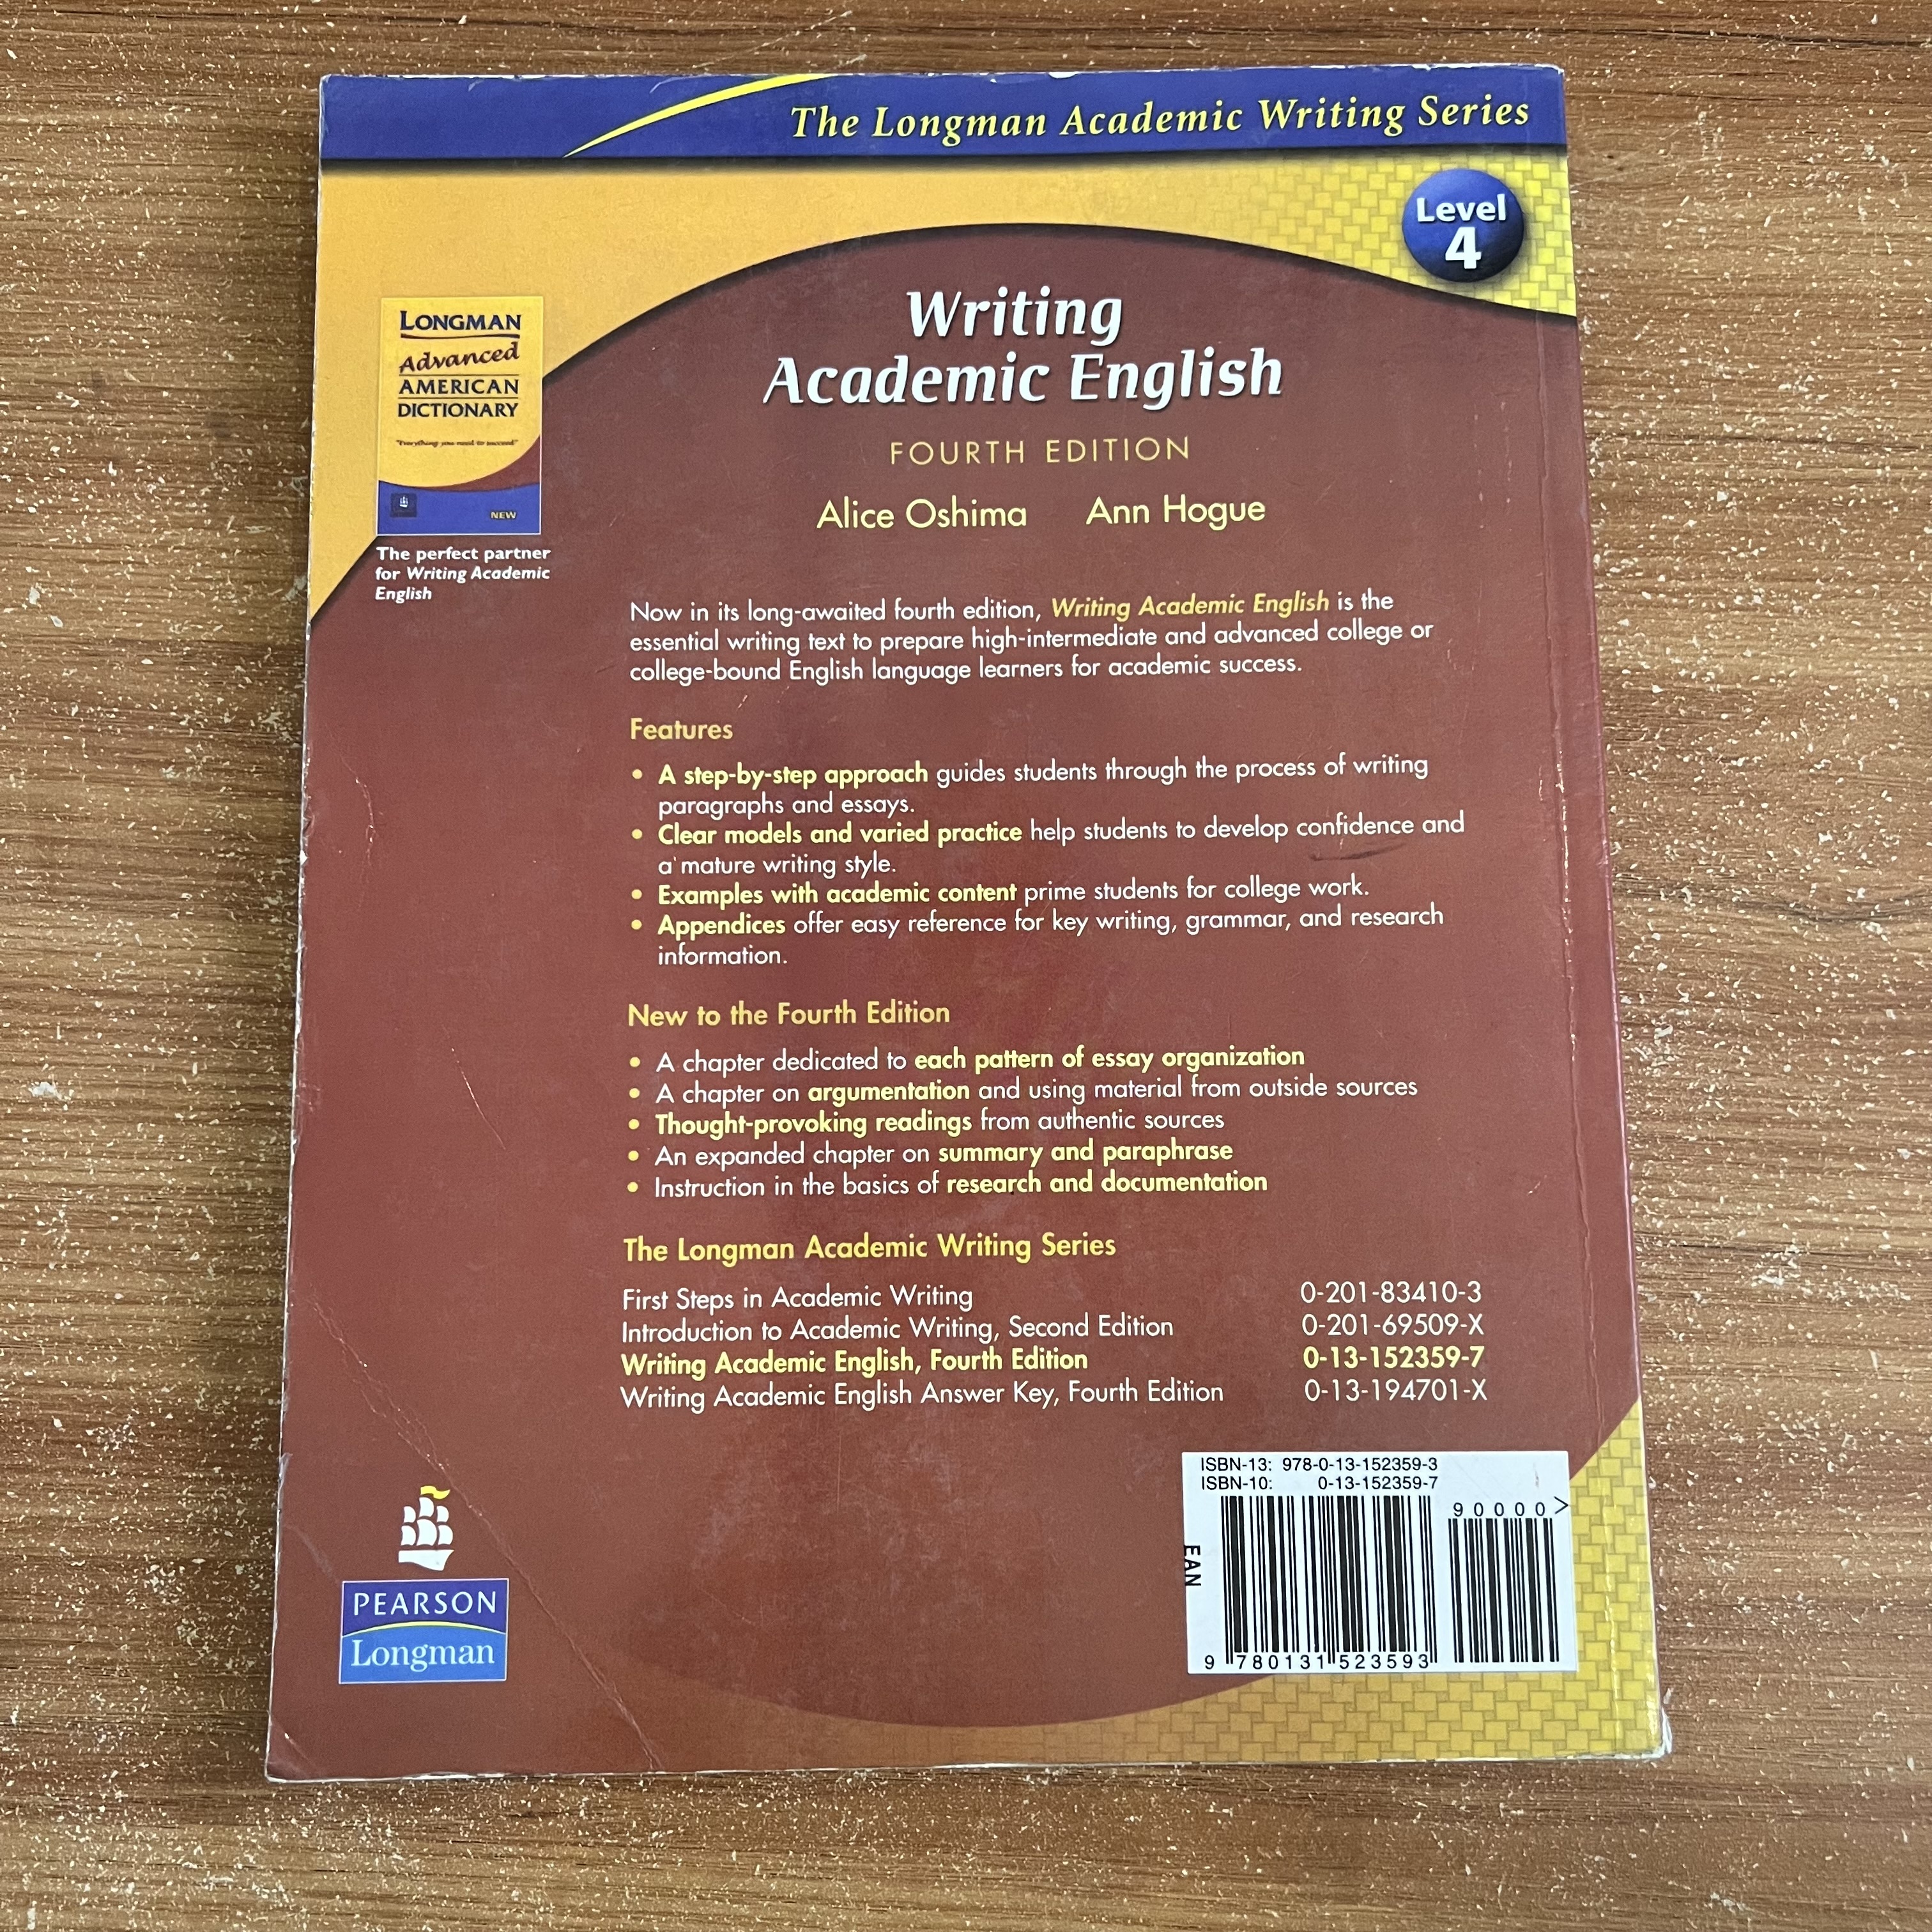 The Longman Academic Writing Series
Level
4
LONGMAN
Advanced
AMERICAN
DICTIONARY
"Everything you need to succeed"
NEW
The perfect partner
for Writing Academic
English
Writing
Academic English
FOURTH EDITION
Alice Oshima Ann Hogue
Now in its long-awaited fourth edition, Writing Academic English is the
essential writing text to prepare high-intermediate and advanced college or
college-bound English language learners for academic success.
Features
• A step-by-step approach guides students through the process of writing
paragraphs and essays.
• Clear models and varied practice help students to develop confidence and
a mature writing style.
• Examples with academic content prime students for college work.
• Appendices offer easy reference for key writing, grammar, and research
information.
New to the Fourth Edition
• A chapter dedicated to each pattern of essay organization
• A chapter on argumentation and using material from outside sources
• Thought-provoking readings from authentic sources
• An expanded chapter on summary and paraphrase
• Instruction in the basics of research and documentation
The Longman Academic Writing Series
First Steps in Academic Writing 0-201-83410-3
Introduction to Academic Writing, Second Edition 0-201-69509-X
Writing Academic English, Fourth Edition 0-13-152359-7
Writing Academic English Answer Key, Fourth Edition 0-13-194701-X
PEARSON
Longman
ISBN-13: 978-0-13-152359-3
ISBN-10: 0-13-152359-7
90000>
EAN
9 780131 523593